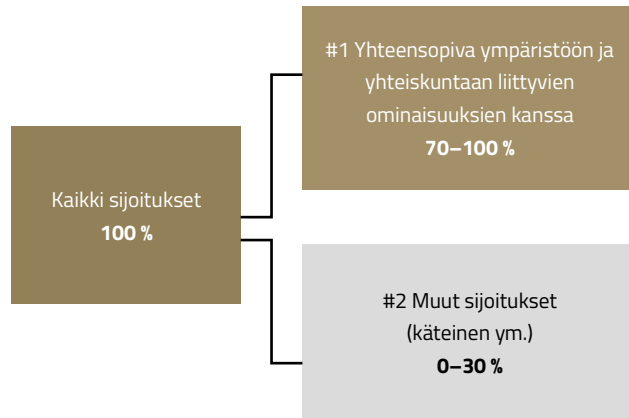 #1 Yhteensopiva ympäristöön ja
yhteiskuntaan liittyvien
ominaisuuksien kanssa
70–100 %
Kaikki sijoitukset
100 %
#2 Muut sijoitukset
(käteinen ym.)
0–30 %